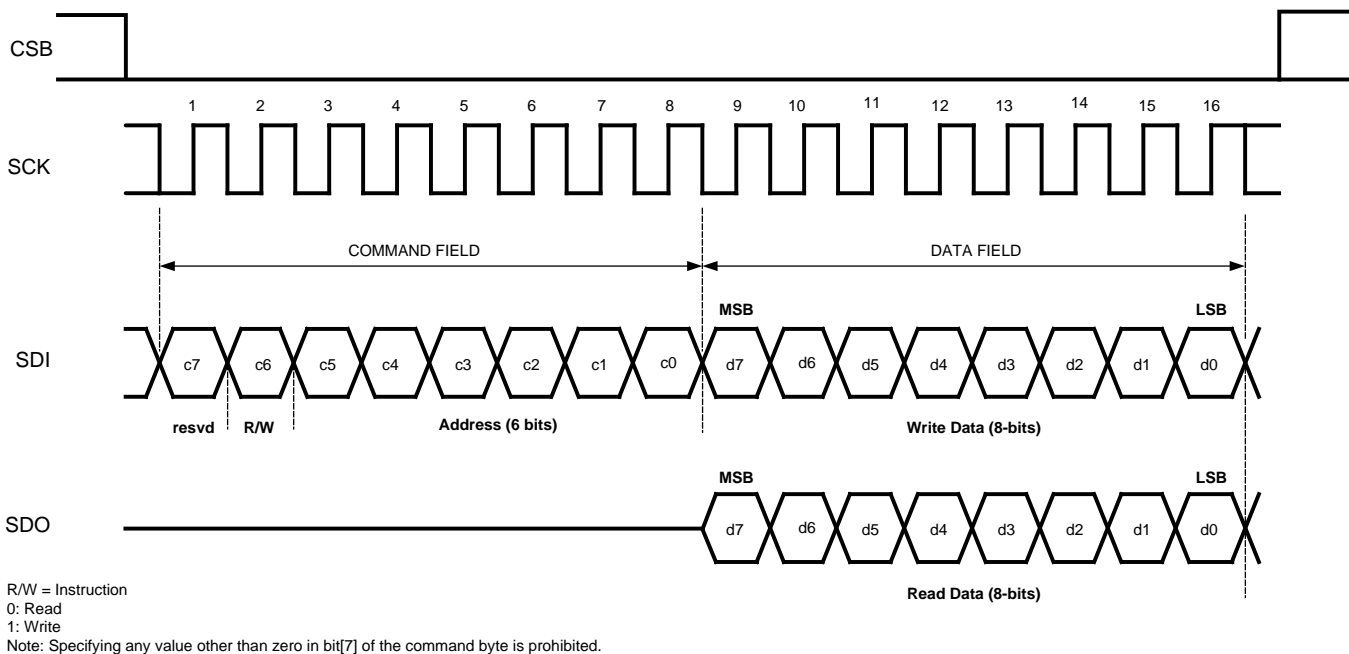 CSB
1 2 3 4 5 6 7 8 9 10 11 12 13 14 15 16
SCK
COMMAND FIELD DATA FIELD
MSB LSB
SDI c7 c6 c5 c4 c3 c2 c1 c0 d7 d6 d5 d4 d3 d2 d1 d0
resvd R/W Address (6 bits) Write Data (8-bits)
MSB LSB
SDO d7 d6 d5 d4 d3 d2 d1 d0
Read Data (8-bits)
R/W = Instruction
0: Read
1: Write
Note: Specifying any value other than zero in bit[7] of the command byte is prohibited.